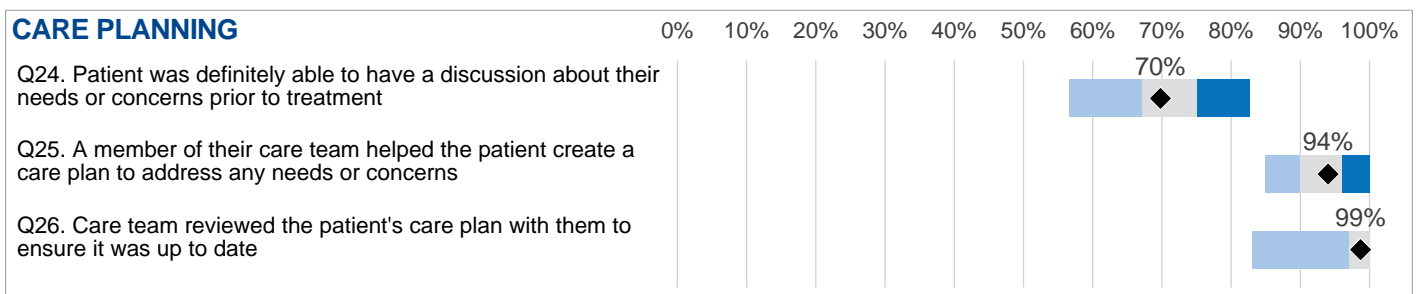 CARE PLANNING
0% 10% 20% 30% 40% 50% 60% 70% 80% 90% 100%
Q24. Patient was definitely able to have a discussion about their
needs or concerns prior to treatment
70%
Q25. A member of their care team helped the patient create a
care plan to address any needs or concerns
94%
Q26. Care team reviewed the patient's care plan with them to
ensure it was up to date
99%